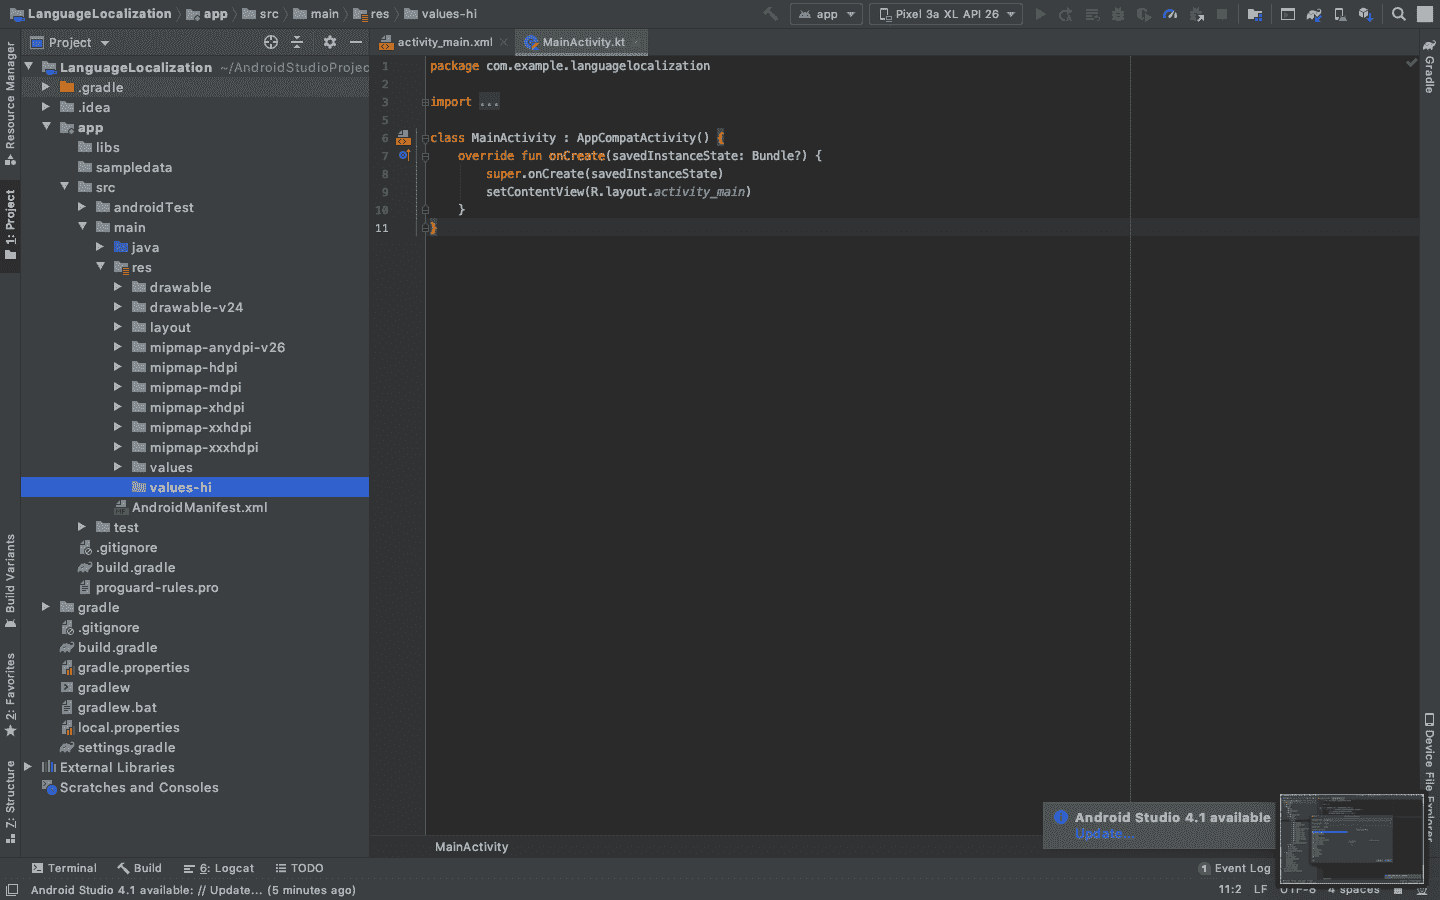 LanguageLocalization app src main res values-hi
app
Pixel 3a XL API 26
Project
activity_main.xml
MainActivity.kt
Resource Manager
1: Project
Build Variants
2: Favorites
Z: Structure
LanguageLocalization ~/AndroidStudioProjec
.gradle
.idea
app
libs
sampledata
src
androidTest
main
java
res
drawable
drawable-v24
layout
mipmap-anydpi-v26
mipmap-hdpi
mipmap-mdpi
mipmap-xhdpi
mipmap-xxhdpi
mipmap-xxxhdpi
values
values-hi
AndroidManifest.xml
test
.gitignore
build.gradle
proguard-rules.pro
gradle
.gitignore
build.gradle
gradle.properties
gradlew
gradlew.bat
local.properties
settings.gradle
External Libraries
Scratches and Consoles
1 package com.example.languagelocalization
2
3 import ...
5
6 class MainActivity : AppCompatActivity() {
7 override fun onCreate(savedInstanceState: Bundle?) {
8 super.onCreate(savedInstanceState)
9 setContentView(R.layout.activity_main)
10 }
11 }
Gradle
Device File Explorer
Android Studio 4.1 available
Update...
MainActivity
Terminal
Build
6: Logcat
TODO
1 Event Log
Android Studio 4.1 available: // Update... (5 minutes ago)
11:2 LF UTF-8 4 spaces